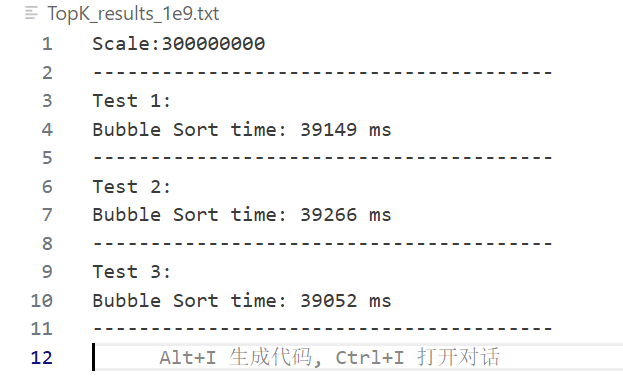 TopK_results_1e9.txt
1 Scale:300000000
2 ----------------------------------------
3 Test 1:
4 Bubble Sort time: 39149 ms
5 ----------------------------------------
6 Test 2:
7 Bubble Sort time: 39266 ms
8 ----------------------------------------
9 Test 3:
10 Bubble Sort time: 39052 ms
11 ----------------------------------------
12 Alt+I 生成代码, Ctrl+I 打开对话